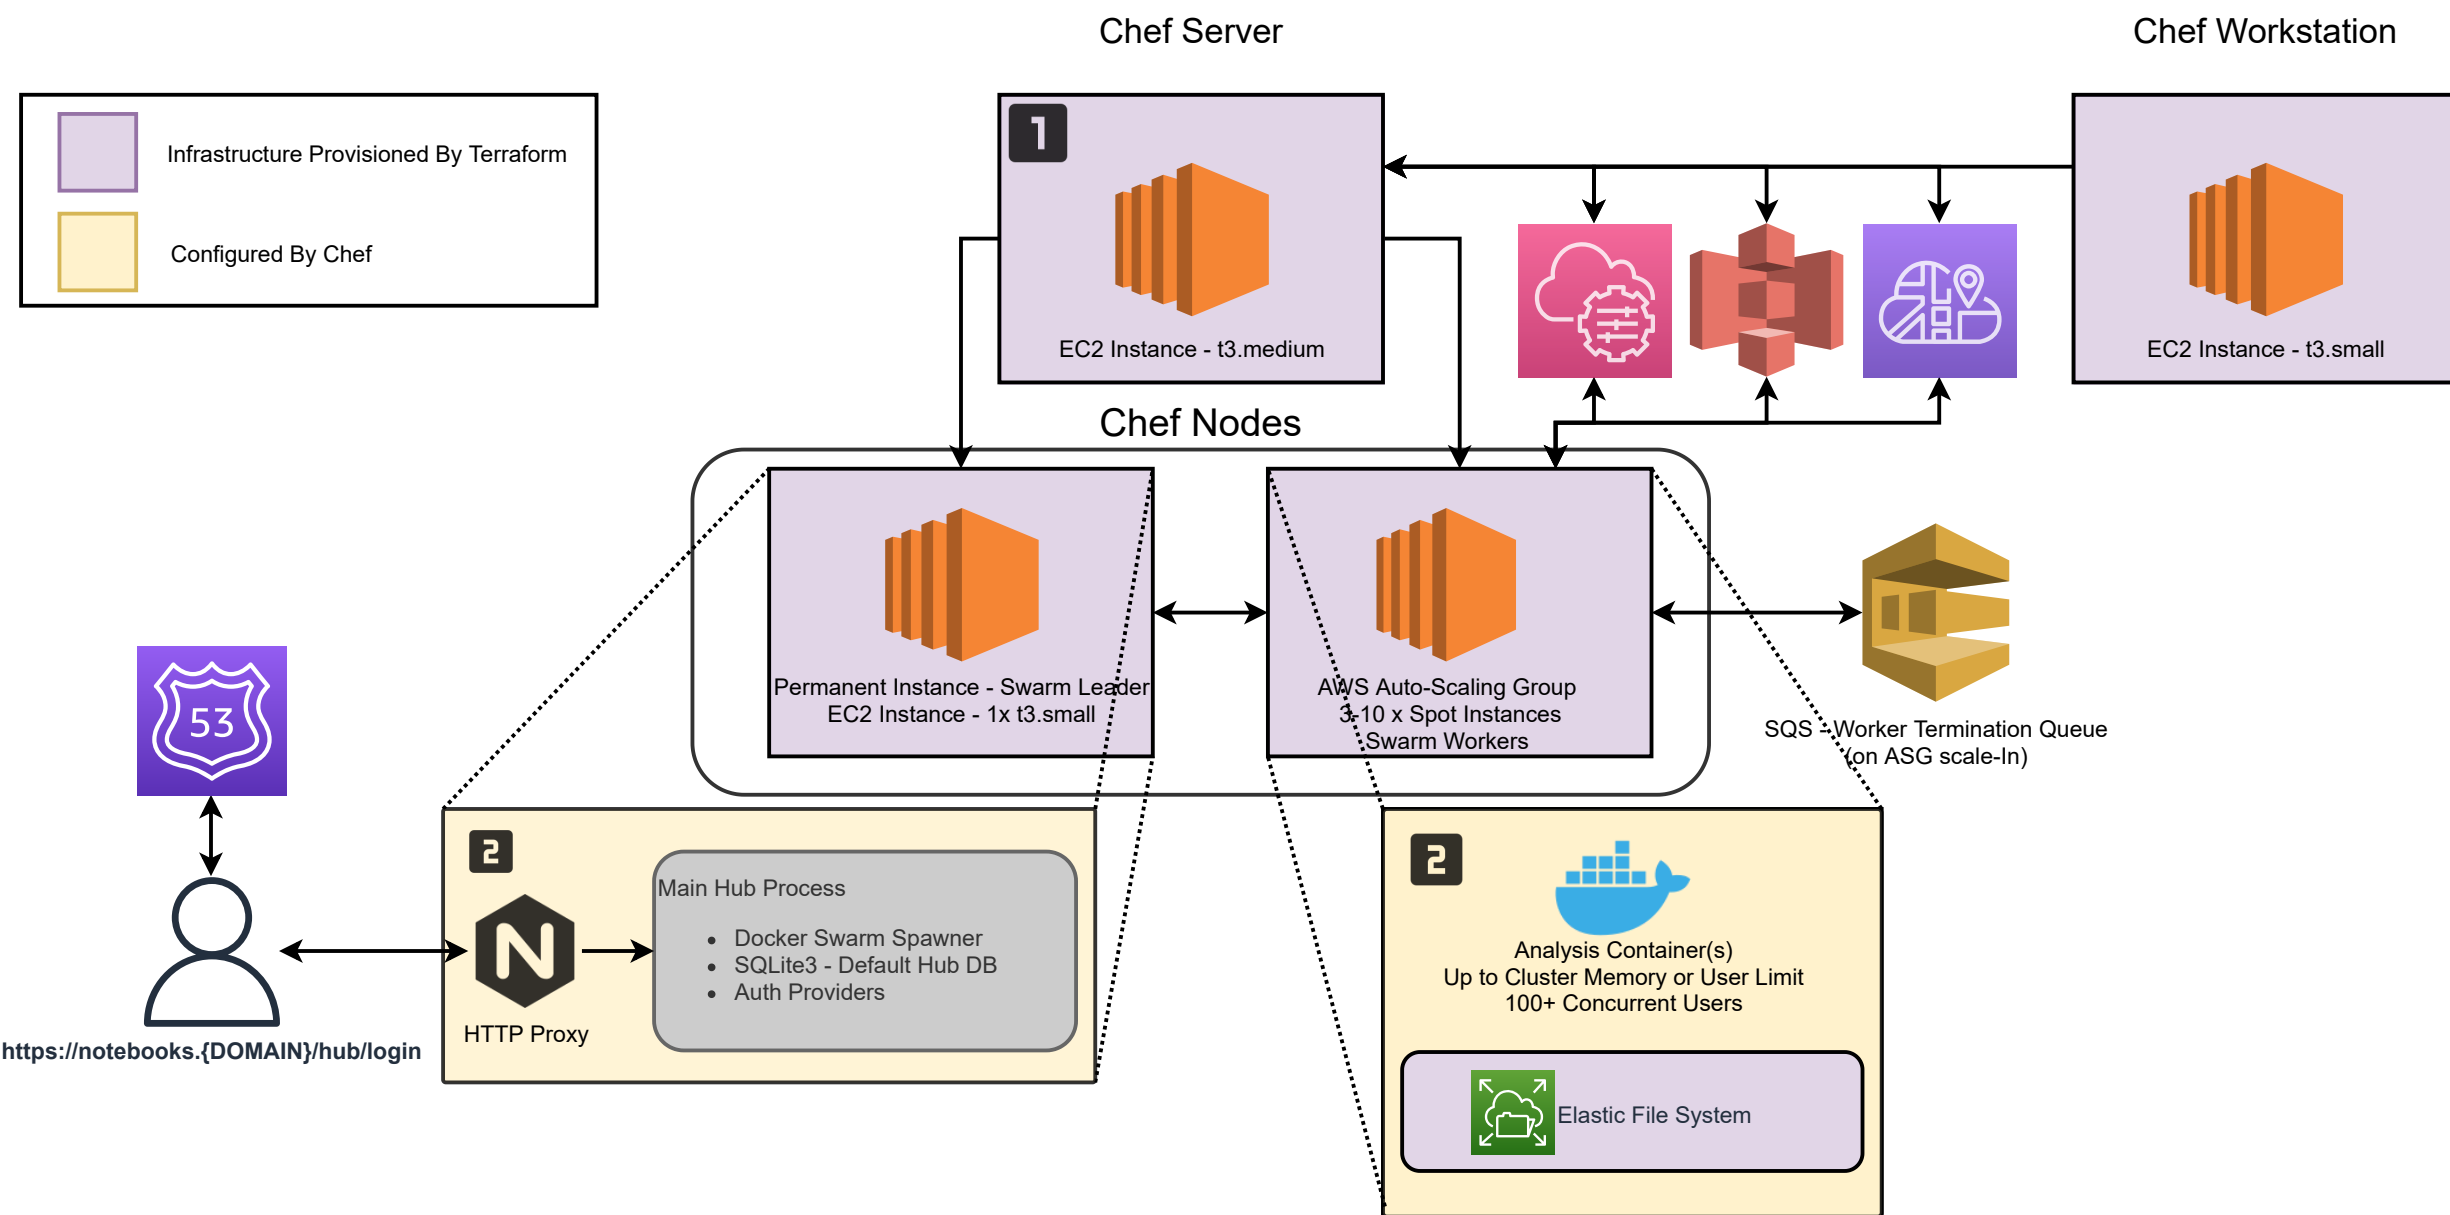 Chef Server
Chef Workstation
Infrastructure Provisioned By Terraform
Configured By Chef
1
EC2 Instance - t3.medium
EC2 Instance - t3.small
Chef Nodes
Permanent Instance - Swarm Leader
EC2 Instance - 1x t3.small
AWS Auto-Scaling Group
3-10 x Spot Instances
Swarm Workers
SQS - Worker Termination Queue
(on ASG scale-In)
53
https://notebooks.{DOMAIN}/hub/login
2
N
HTTP Proxy
Main Hub Process
• Docker Swarm Spawner
• SQLite3 - Default Hub DB
• Auth Providers
2
Analysis Container(s)
Up to Cluster Memory or User Limit
100+ Concurrent Users
Elastic File System